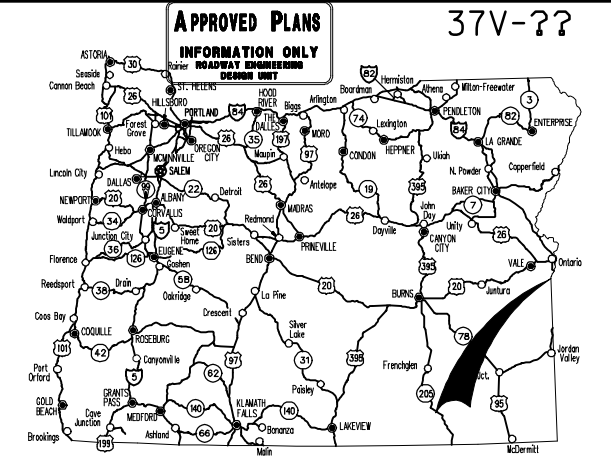 APPROVED PLANS
INFORMATION ONLY
ROADWAY ENGINEERING
DESIGN UNIT
37V-??
ASTORIA
30
Rainier
Seaside
Cannon Beach
26
ST. HELENS
HILLSBORO
PORTLAND
84
HOOD
RIVER
THE
DALLES
Biggs
Arlington
Boardman
82
Hermiston
Athena
Milton-Freewater
3
101
TILLAMOOK
Forest
Grove
OREGON
CITY
26
35
197
MORO
74
Lexington
PENDLETON
84
82
ENTERPRISE
LA GRANDE
Hebo
MCMINNVILLE
Maupin
97
CONDON
HEPPNER
Ukiah
N. Powder
Copperfield
Lincoln City
SALEM
DALLAS
99
22
Detroit
26
Antelope
19
395
BAKER CITY
NEWPORT
20
ALBANY
CORVALLIS
MADRAS
7
Waldport
34
Sweet
Home
20
Redmond
26
Dayville
John
Day
Unity
26
Junction City
5
126
Sisters
PRINEVILLE
CANYON
CITY
36
126
EUGENE
BEND
395
VALE
Ontario
Florence
Goshen
58
Reedsport
38
Drain
Oakridge
La Pine
20
BURNS
20
Juntura
Coos Bay
Crescent
COQUILLE
ROSEBURG
Silver
Lake
78
101
42
Canyonville
97
31
395
Frenchglen
Jordan
Valley
Port
Orford
5
62
Paisley
205
Jct.
95
GOLD
BEACH
GRANTS
PASS
MEDFORD
140
KLAMATH
FALLS
140
Cave
Junction
Brookings
199
Ashland
66
Bonanza
Malin
LAKEVIEW
McDermitt